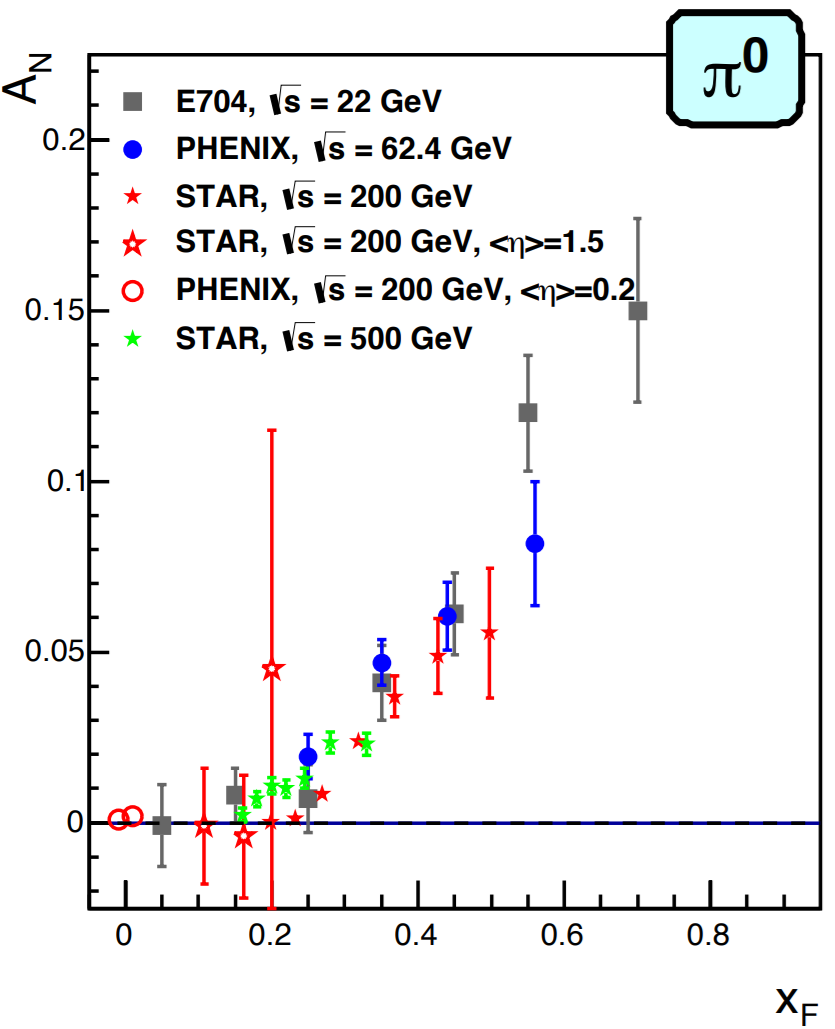 π⁰
A_N
E704, √s = 22 GeV
PHENIX, √s = 62.4 GeV
STAR, √s = 200 GeV
STAR, √s = 200 GeV, <η>=1.5
PHENIX, √s = 200 GeV, <η>=0.2
STAR, √s = 500 GeV
0.2
0.15
0.1
0.05
0
0 0.2 0.4 0.6 0.8
x_F